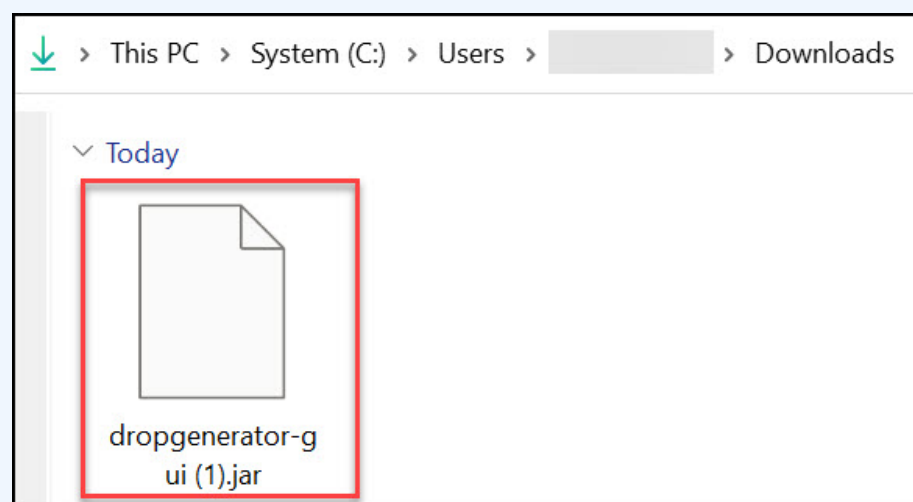 This PC > System (C:) > Users > > Downloads
Today
dropgenerator-g
ui (1).jar